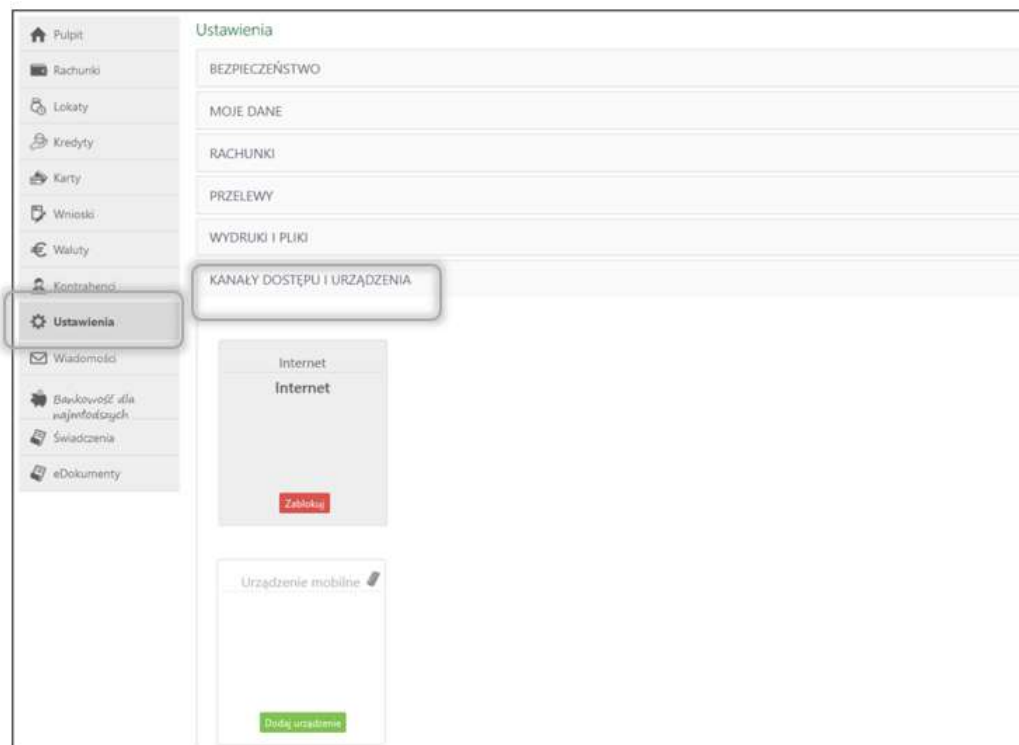 Pulpit
Rachunki
Lokaty
Kredyty
Karty
Wnioski
Waluty
Kontrahenci
Ustawienia
Wiadomości
Bankowość dla
najmłodszych
Świadczenia
eDokumenty
Ustawienia
BEZPIECZEŃSTWO
MOJE DANE
RACHUNKI
PRZELEWY
WYDRUKI I PLIKI
KANAŁY DOSTĘPU I URZĄDZENIA
Internet
Internet
Zablokuj
Urządzenie mobilne
Dodaj urządzenie